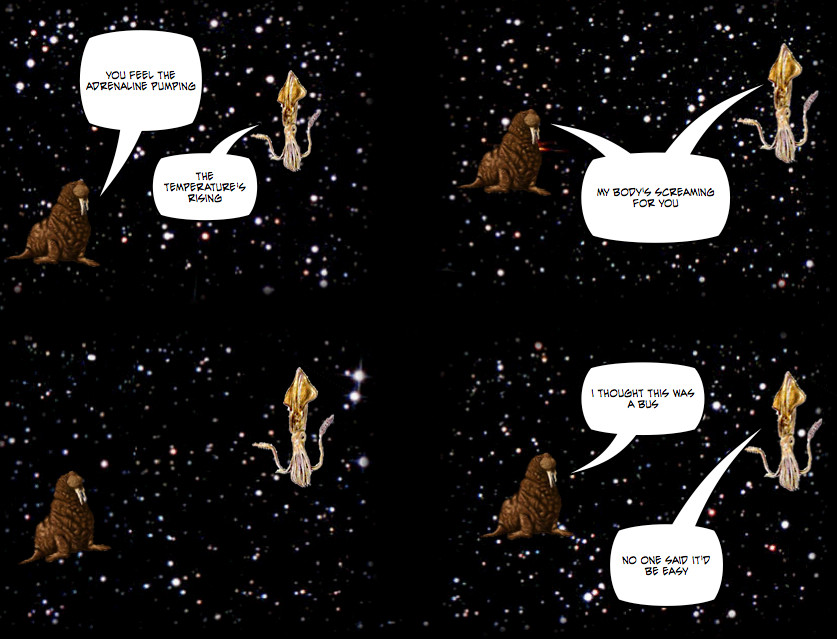 YOU FEEL THE
ADRENALINE PUMPING
THE
TEMPERATURE'S
RISING
MY BODY'S SCREAMING
FOR YOU
I THOUGHT THIS WAS
A BUS
NO ONE SAID IT'D
BE EASY